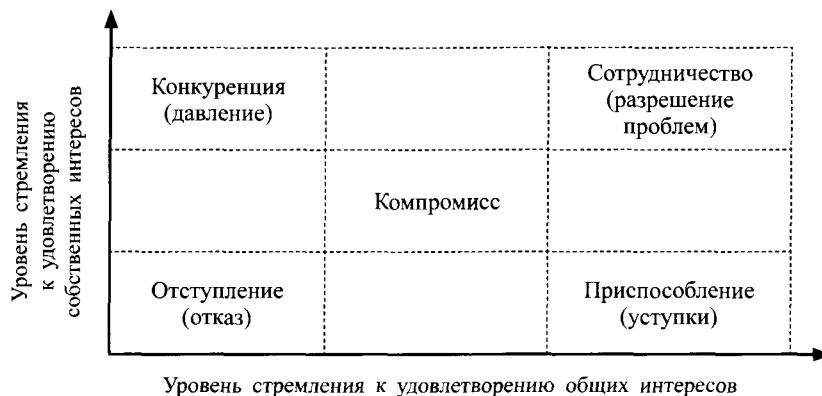 Уровень стремления
к удовлетворению
собственных интересов
Конкуренция
(давление)
Сотрудничество
(разрешение
проблем)
Компромисс
Отступление
(отказ)
Приспособление
(уступки)
Уровень стремления к удовлетворению общих интересов